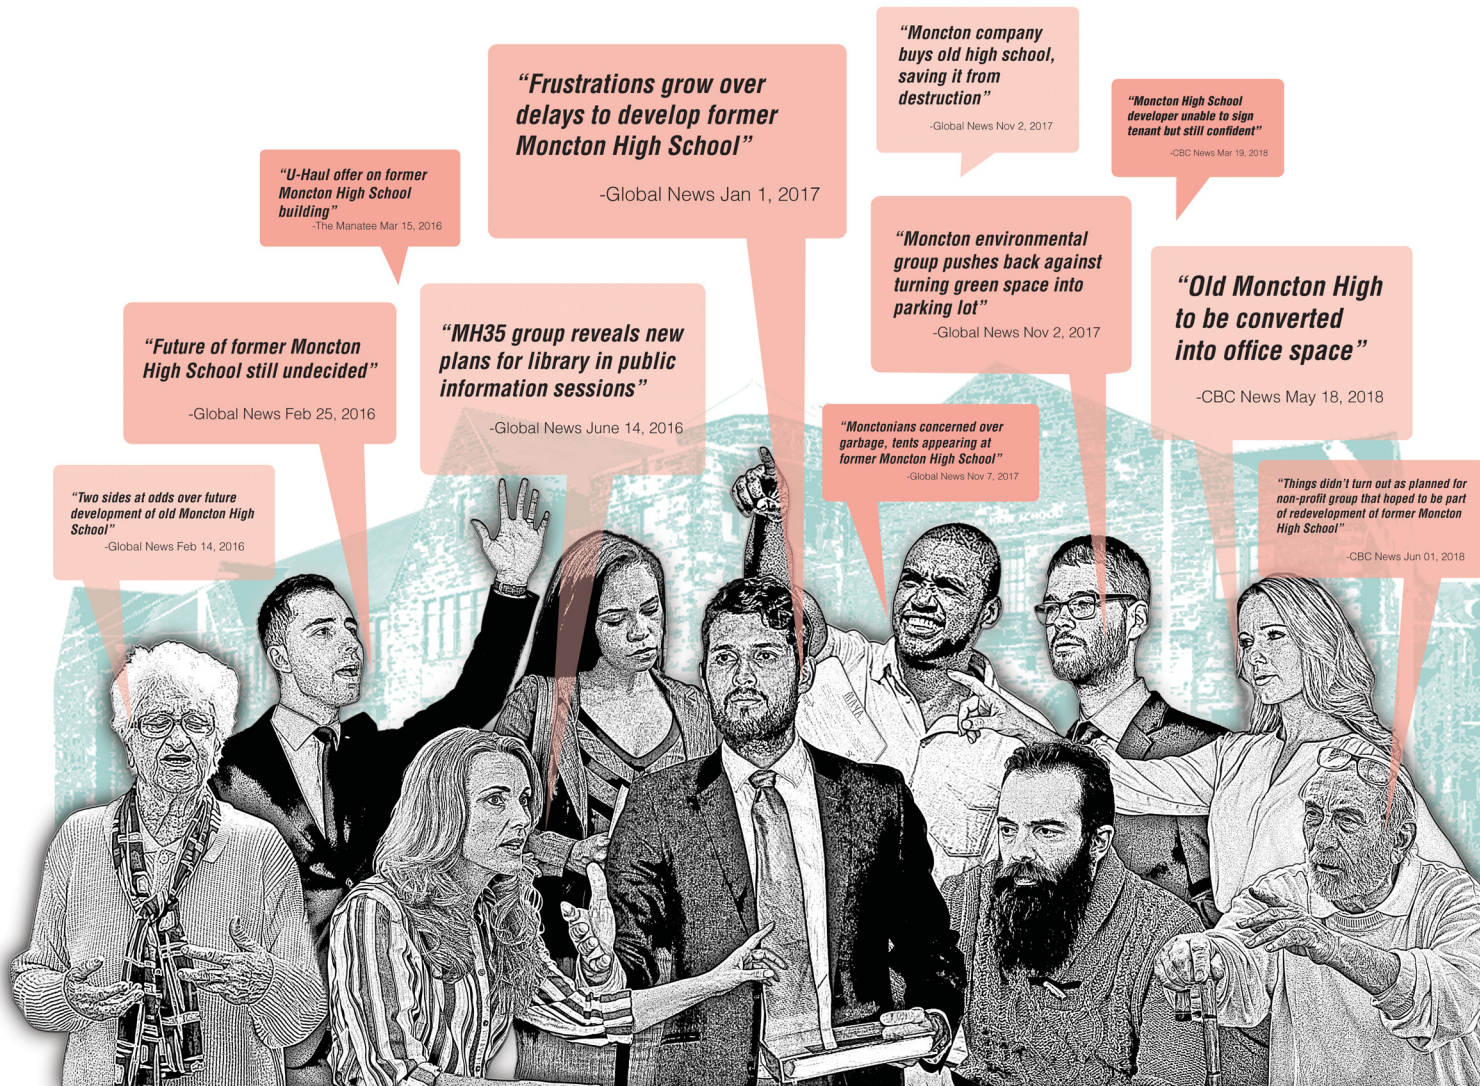 “Moncton company
buys old high school,
saving it from
destruction”
-Global News Nov 2, 2017
“Frustrations grow over
delays to develop former
Moncton High School”
-Global News Jan 1, 2017
“Moncton High School
developer unable to sign
tenant but still confident”
-CBC News Mar 19, 2018
“U-Haul offer on former
Moncton High School
building”
-The Manatee Mar 15, 2016
“Moncton environmental
group pushes back against
turning green space into
parking lot”
-Global News Nov 2, 2017
“Old Moncton High
to be converted
into office space”
-CBC News May 18, 2018
“Future of former Moncton
High School still undecided”
-Global News Feb 25, 2016
“MH35 group reveals new
plans for library in public
information sessions”
-Global News June 14, 2016
“Monctonians concerned over
garbage, tents appearing at
former Moncton High School”
-Global News Nov 7, 2017
“Two sides at odds over future
development of old Moncton High
School”
-Global News Feb 14, 2016
“Things didn’t turn out as planned for
non-profit group that hoped to be part
of redevelopment of former Moncton
High School”
-CBC News Jun 01, 2018